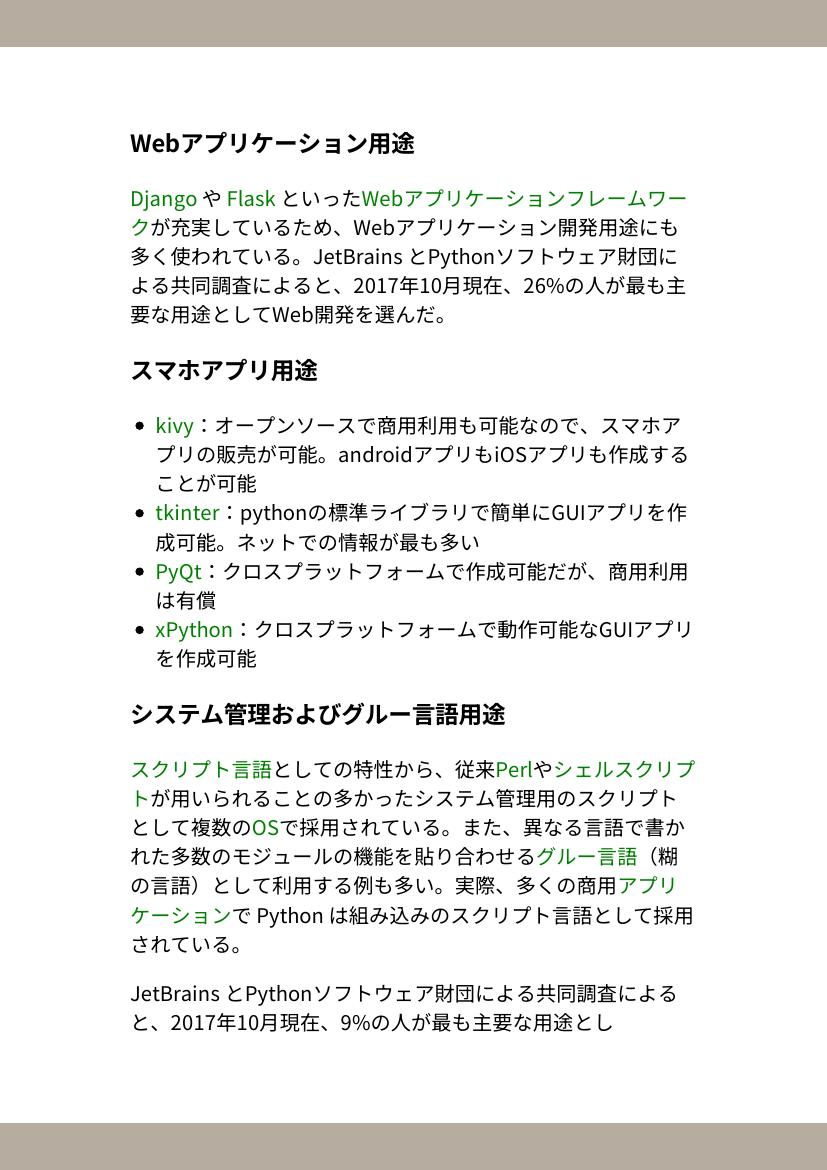 Webアプリケーション用途
Django や Flask といったWebアプリケーションフレームワー
クが充実しているため、Webアプリケーション開発用途にも
多く使われている。JetBrains とPythonソフトウェア財団に
よる共同調査によると、2017年10月現在、26%の人が最も主
要な用途としてWeb開発を選んだ。
スマホアプリ用途
• kivy：オープンソースで商用利用も可能なので、スマホア
プリの販売が可能。androidアプリもiOSアプリも作成する
ことが可能
• tkinter：pythonの標準ライブラリで簡単にGUIアプリを作
成可能。ネットでの情報が最も多い
• PyQt：クロスプラットフォームで作成可能だが、商用利用
は有償
• xPython：クロスプラットフォームで動作可能なGUIアプリ
を作成可能
システム管理およびグルー言語用途
スクリプト言語としての特性から、従来Perlやシェルスクリプ
トが用いられることの多かったシステム管理用のスクリプト
として複数のOSで採用されている。また、異なる言語で書か
れた多数のモジュールの機能を貼り合わせるグルー言語（糊
の言語）として利用する例も多い。実際、多くの商用アプリ
ケーションで Python は組み込みのスクリプト言語として採用
されている。
JetBrains とPythonソフトウェア財団による共同調査による
と、2017年10月現在、9%の人が最も主要な用途とし